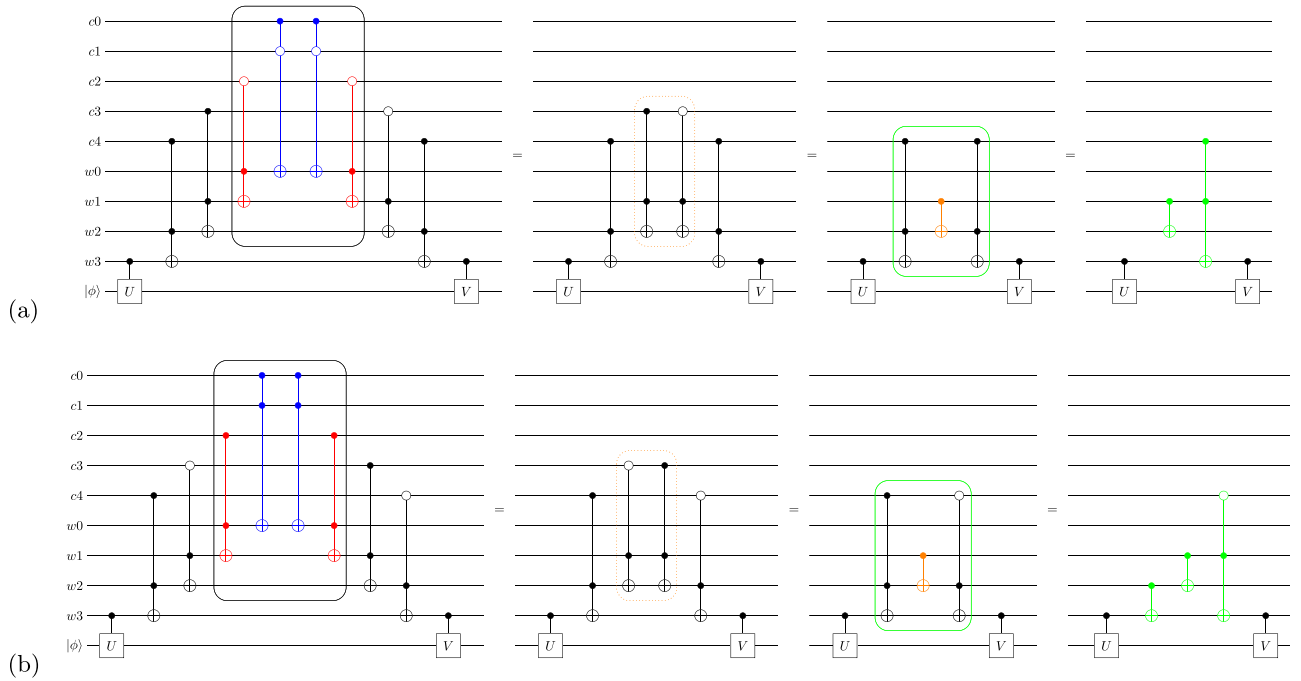 c0
c1
c2
c3
c4
w0
w1
w2
w3
|ϕ⟩
U
V
=
U
V
=
U
V
=
U
V
(a)
c0
c1
c2
c3
c4
w0
w1
w2
w3
|ϕ⟩
U
V
=
U
V
=
U
V
=
U
V
(b)